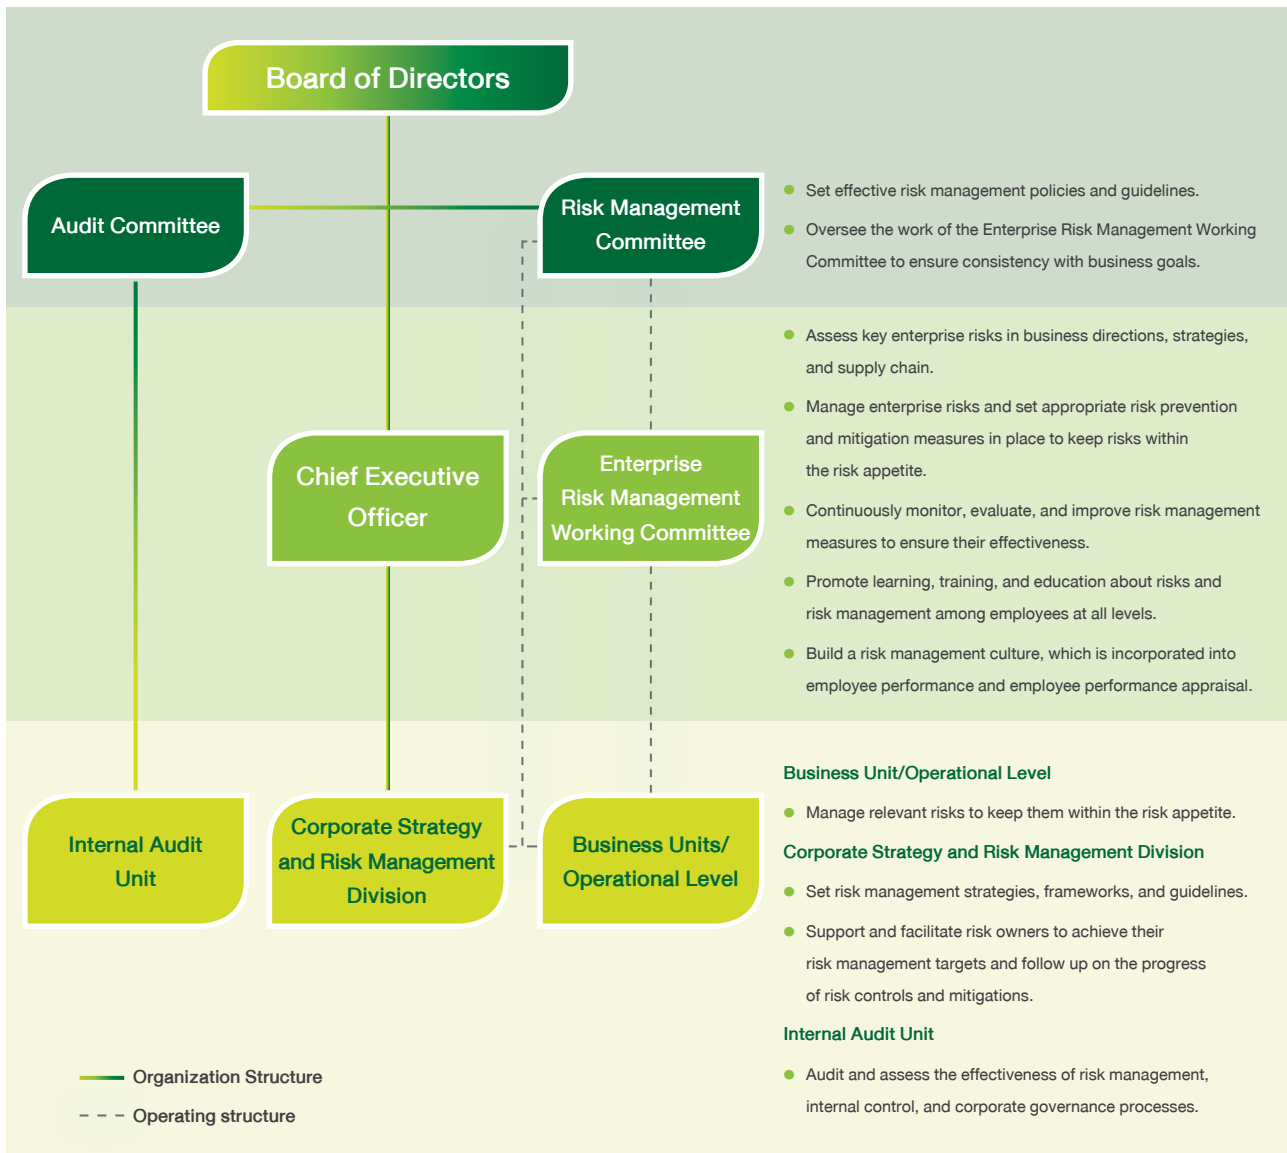 Board of Directors
Audit Committee
Risk Management
Committee
● Set effective risk management policies and guidelines.
● Oversee the work of the Enterprise Risk Management Working
Committee to ensure consistency with business goals.
Chief Executive
Officer
Enterprise
Risk Management
Working Committee
● Assess key enterprise risks in business directions, strategies,
and supply chain.
● Manage enterprise risks and set appropriate risk prevention
and mitigation measures in place to keep risks within
the risk appetite.
● Continuously monitor, evaluate, and improve risk management
measures to ensure their effectiveness.
● Promote learning, training, and education about risks and
risk management among employees at all levels.
● Build a risk management culture, which is incorporated into
employee performance and employee performance appraisal.
Internal Audit
Unit
Corporate Strategy
and Risk Management
Division
Business Units/
Operational Level
Business Unit/Operational Level
● Manage relevant risks to keep them within the risk appetite.
Corporate Strategy and Risk Management Division
● Set risk management strategies, frameworks, and guidelines.
● Support and facilitate risk owners to achieve their
risk management targets and follow up on the progress
of risk controls and mitigations.
Internal Audit Unit
● Audit and assess the effectiveness of risk management,
internal control, and corporate governance processes.
Organization Structure
Operating structure